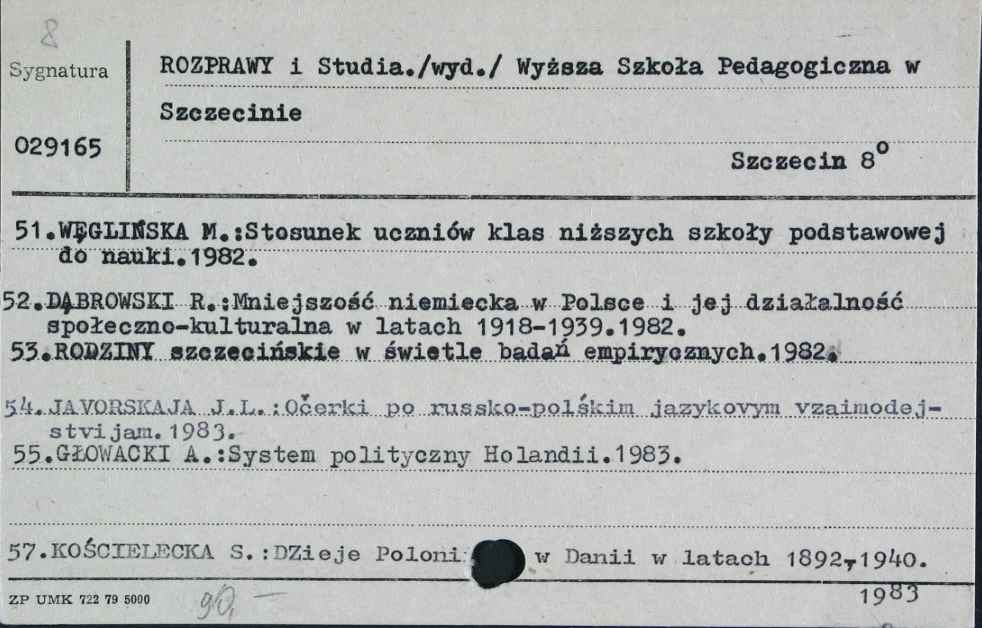 8
Sygnatura
ROZPRAWY i Studia./wyd./ Wyższa Szkoła Pedagogiczna w
Szczecinie
029165
Szczecin 8°
51.WĘGLIŃSKA M.:Stosunek uczniów klas niższych szkoły podstawowej
do nauki.1982.
52.DĄBROWSKI R.:Mniejszość niemiecka w Polsce i jej działalność
społeczno-kulturalna w latach 1918-1939.1982.
53.RODZINY szczecińskie w świetle badań empirycznych.1982.
54.JAVORSKAJA J.L.:Očerki po russko-polśkim jazykovym vzaimodej-
stvijam.1983.
55.GŁOWACKI A.:System polityczny Holandii.1983.
57.KOŚCIELECKA S.:DZieje Poloni w Danii w latach 1892-1940.
1983
ZP UMK 722 79 5000
90,—